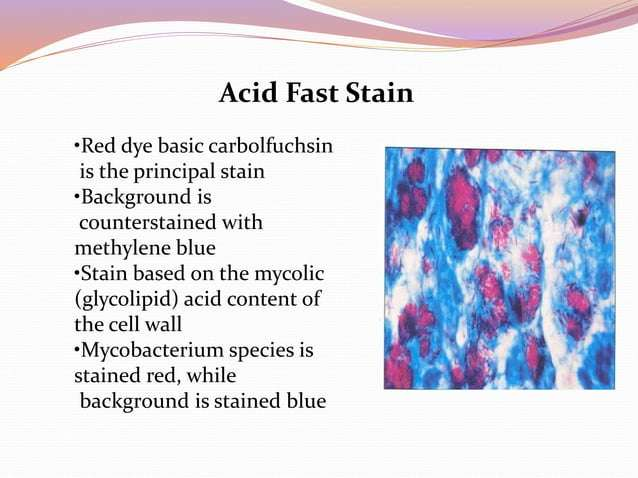 Acid Fast Stain
•Red dye basic carbolfuchsin
is the principal stain
•Background is
counterstained with
methylene blue
•Stain based on the mycolic
(glycolipid) acid content of
the cell wall
•Mycobacterium species is
stained red, while
background is stained blue